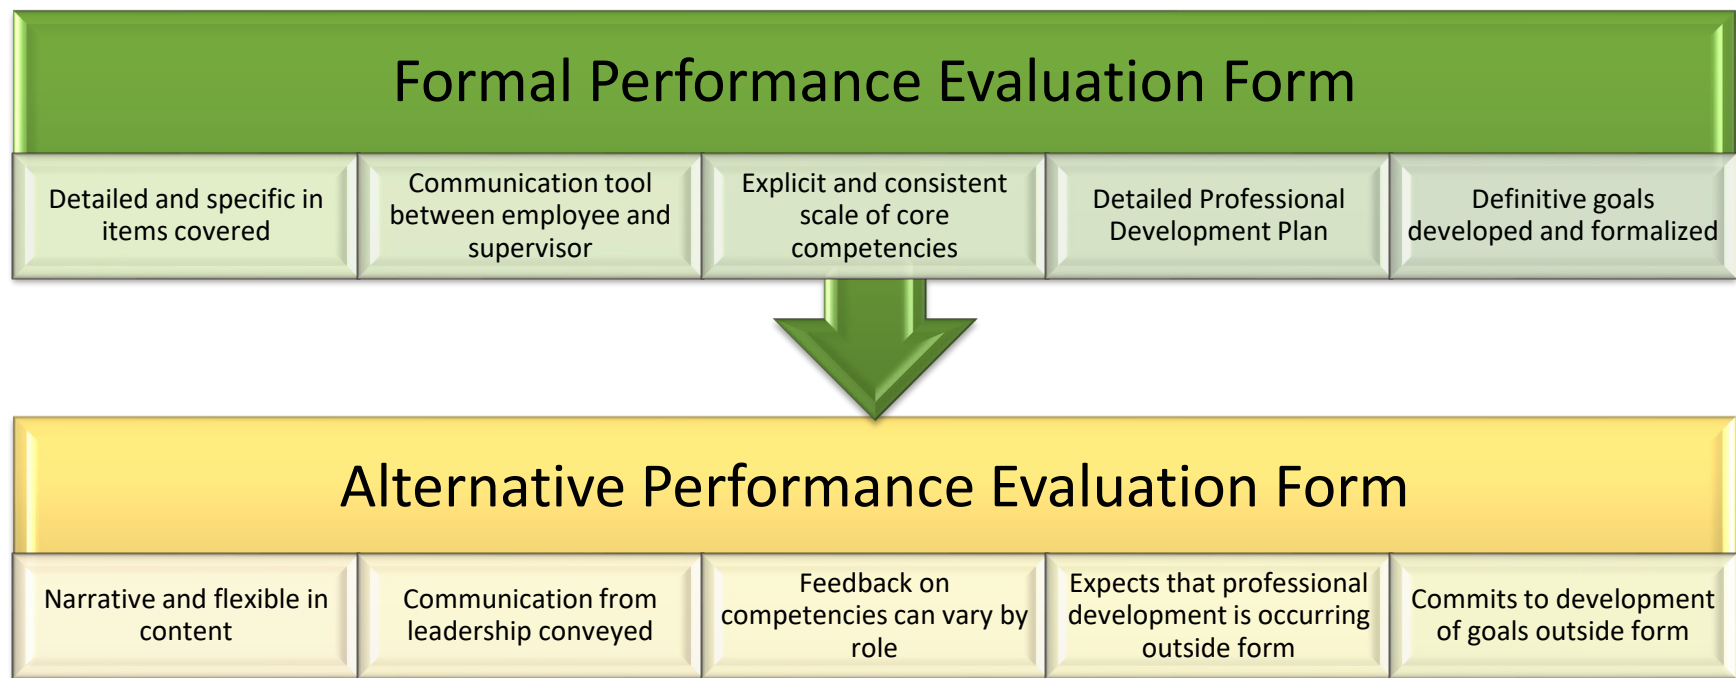 Formal Performance Evaluation Form
Detailed and specific in
items covered
Communication tool
between employee and
supervisor
Explicit and consistent
scale of core
competencies
Detailed Professional
Development Plan
Definitive goals
developed and formalized
Alternative Performance Evaluation Form
Narrative and flexible in
content
Communication from
leadership conveyed
Feedback on
competencies can vary by
role
Expects that professional
development is occurring
outside form
Commits to development
of goals outside form